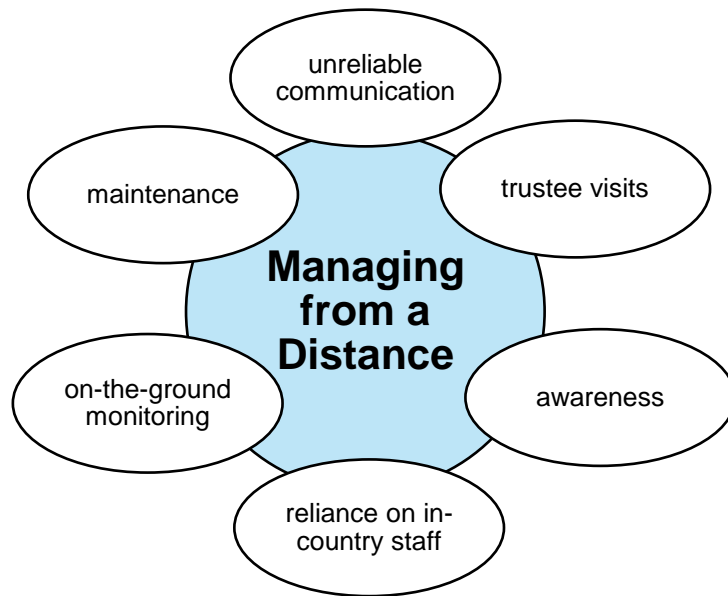 unreliable
communication
maintenance
trustee visits
Managing
from a
Distance
on-the-ground
monitoring
awareness
reliance on in-
country staff